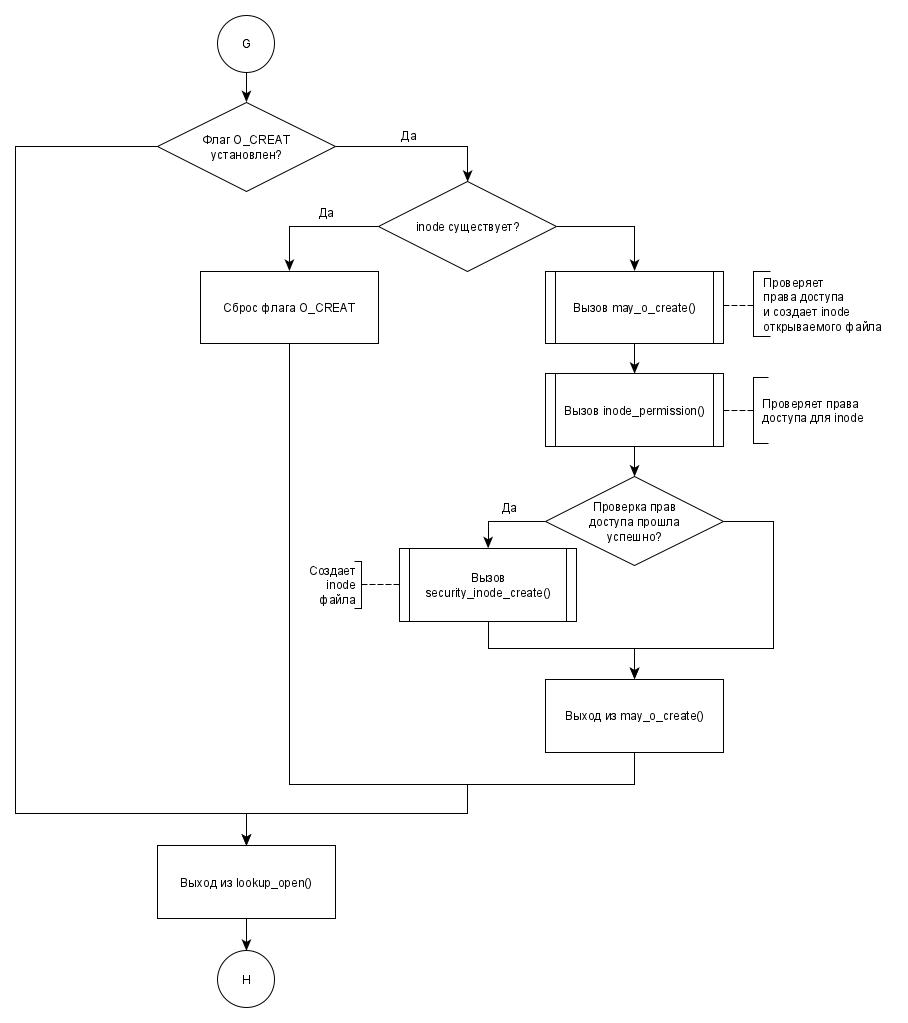 G
Флаг O_CREAT
установлен?
Да
inode существует?
Да
Сброс флага O_CREAT
Вызов may_o_create()
Проверяет
права доступа
и создает inode
открываемого файла
Вызов inode_permission()
Проверяет права
доступа для inode
Проверка прав
доступа прошла
успешно?
Да
Создает
inode
файла
Вызов
security_inode_create()
Выход из may_o_create()
Выход из lookup_open()
H